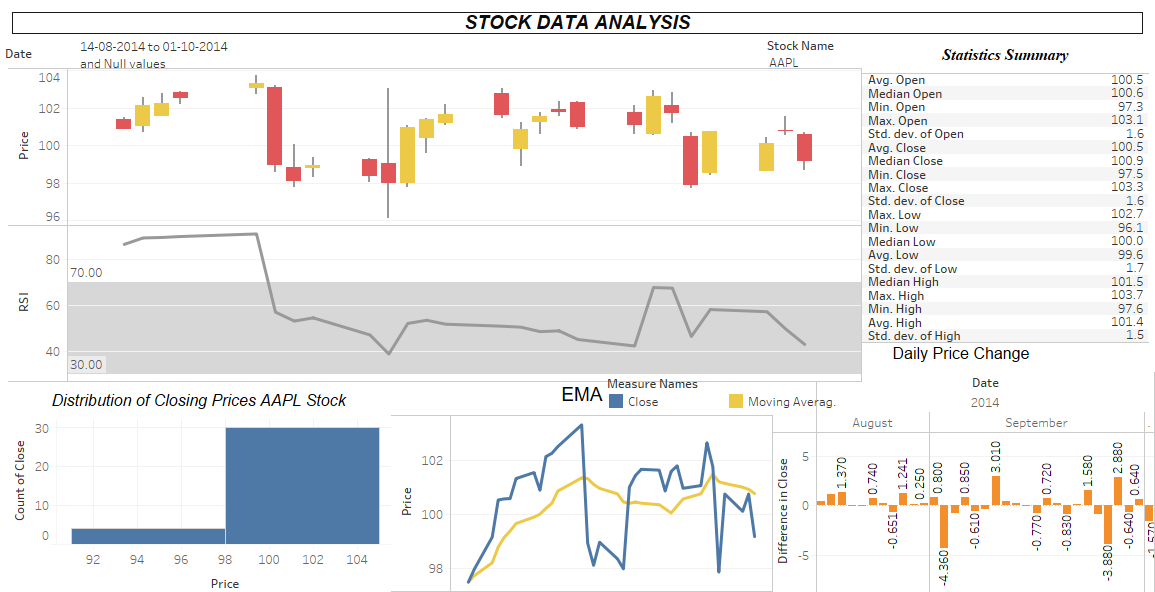 STOCK DATA ANALYSIS
Date
14-08-2014 to 01-10-2014
and Null values
Stock Name
AAPL
Price
104
102
100
98
96
RSI
80
60
40
70.00
30.00
Statistics Summary
Avg. Open 100.5
Median Open 100.6
Min. Open 97.3
Max. Open 103.1
Std. dev. of Open 1.6
Avg. Close 100.5
Median Close 100.9
Min. Close 97.5
Max. Close 103.3
Std. dev. of Close 1.6
Max. Low 102.7
Min. Low 96.1
Median Low 100.0
Avg. Low 99.6
Std. dev. of Low 1.7
Median High 101.5
Max. High 103.7
Min. High 97.6
Avg. High 101.4
Std. dev. of High 1.5
Distribution of Closing Prices AAPL Stock
Count of Close
30
20
10
0
92 94 96 98 100 102 104
Price
EMA
Measure Names
Close
Moving Averag.
Price
102
100
98
Daily Price Change
Date
2014
August September .
Difference in Close
5
0
-5
1.370
0.740
-0.651
1.241
0.250
0.800
-4.360
0.850
-0.610
3.010
-0.770
0.720
-0.830
1.580
-3.880
2.880
-0.640
0.640
-1.570